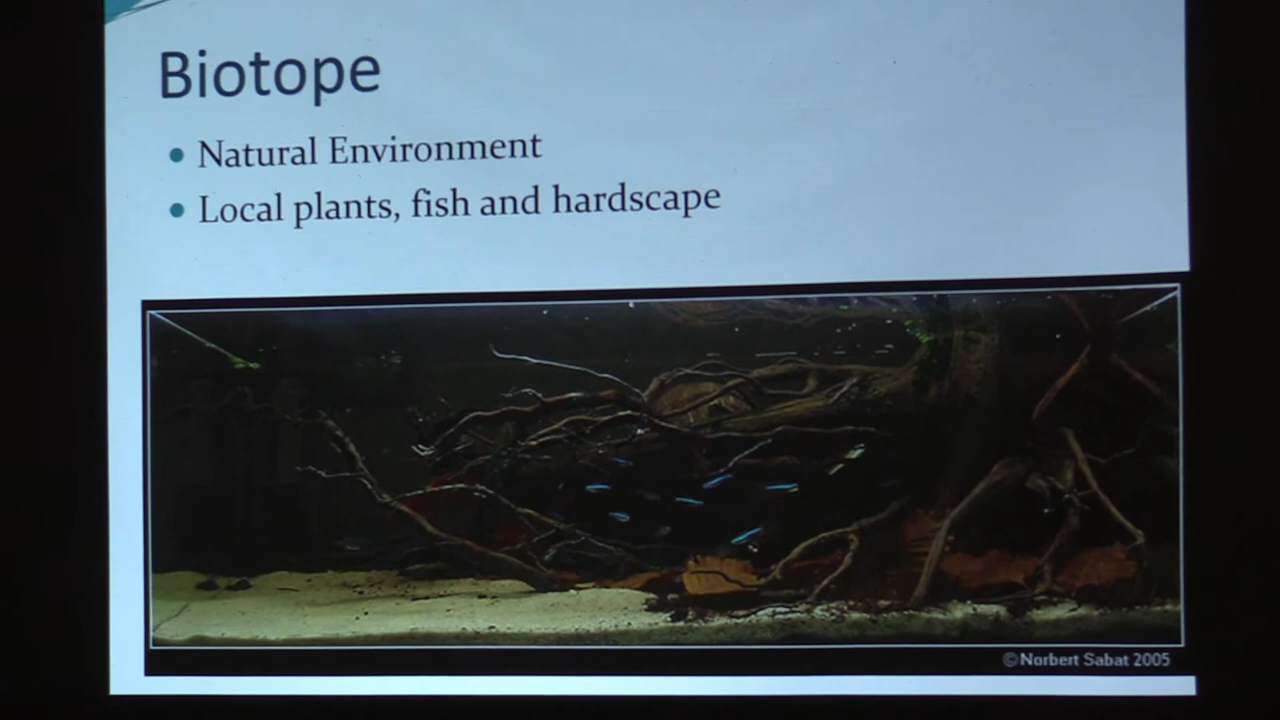 Biotope
Natural Environment
Local plants, fish and hardscape
©Norbert Sabat 2005